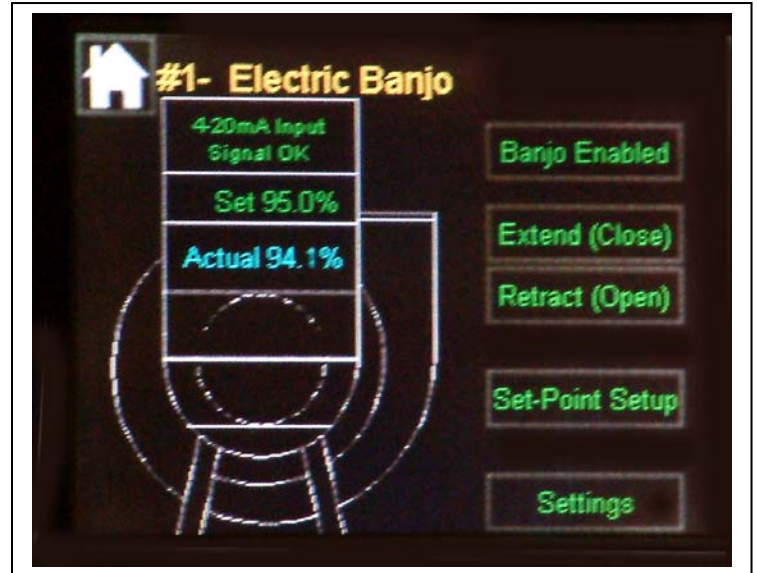 #1- Electric Banjo
4-20mA Input
Signal OK
Set 95.0%
Actual 94.1%
Banjo Enabled
Extend (Close)
Retract (Open)
Set-Point Setup
Settings